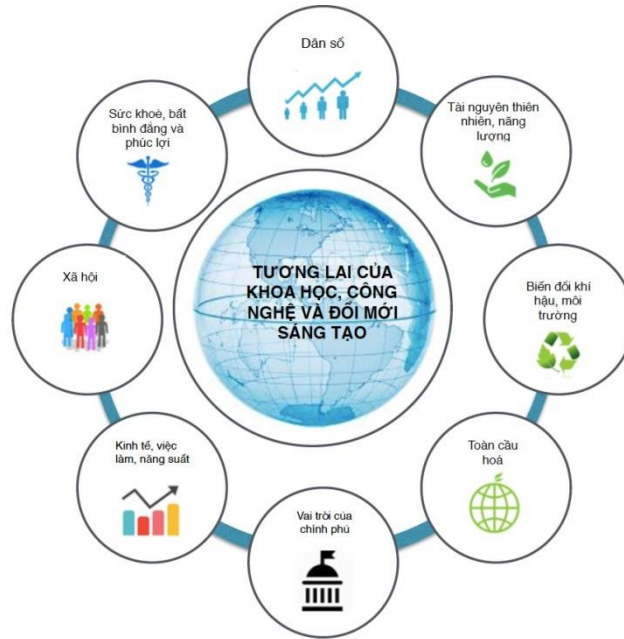 Dân số
Tài nguyên thiên
nhiên, năng
lượng
Biến đổi khí
hậu, môi
trường
Toàn cầu
hoá
Vai trời của
chính phủ
Kinh tế, việc
làm, năng suất
Xã hội
Sức khoẻ, bất
bình đẳng và
phúc lợi
TƯƠNG LAI CỦA
KHOA HỌC, CÔNG
NGHỆ VÀ ĐỔI MỚI
SÁNG TẠO